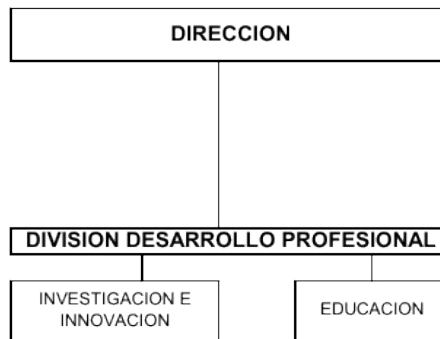 DIRECCION
DIVISION DESARROLLO PROFESIONAL
INVESTIGACION E
INNOVACION
EDUCACION